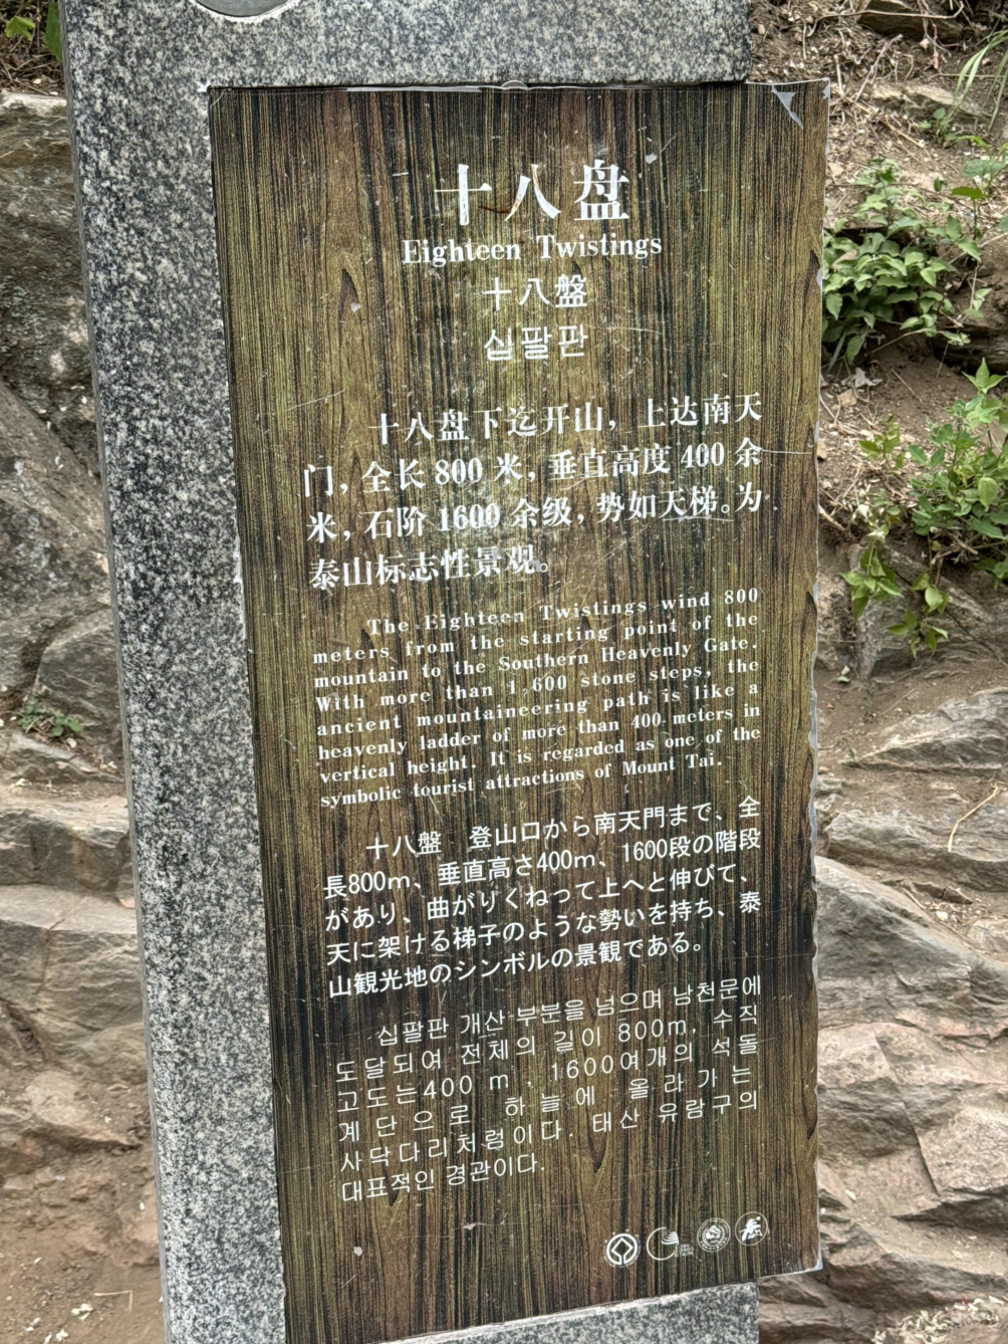 十八盘
Eighteen Twistings
十八盤
십팔판
十八盘下迄开山，上达南天
门，全长 800 米，垂直高度 400 余
米，石阶 1600 余级，势如天梯。为
泰山标志性景观。
The Eighteen Twistings wind 800
meters from the starting point of the
mountain to the Southern Heavenly Gate.
With more than 1,600 stone steps, the
ancient mountaineering path is like a
heavenly ladder of more than 400 meters in
vertical height. It is regarded as one of the
symbolic tourist attractions of Mount Tai.
十八盤　登山口から南天門まで、全
長800m、垂直高さ400m、1600段の階段
があり、曲がりくねって上へと伸びて、
天に架ける梯子のような勢いを持ち、泰
山観光地のシンボルの景観である。
십팔판 개산 부분을 넝으며 남천문에
도달되여 전체의 길이 800m, 수직
고도는400 m , 1600여개의 석돌
계단으로 하늘에 올라가는
사닥다리처럼이다. 태산 유람구의
대표적인 경관이다.